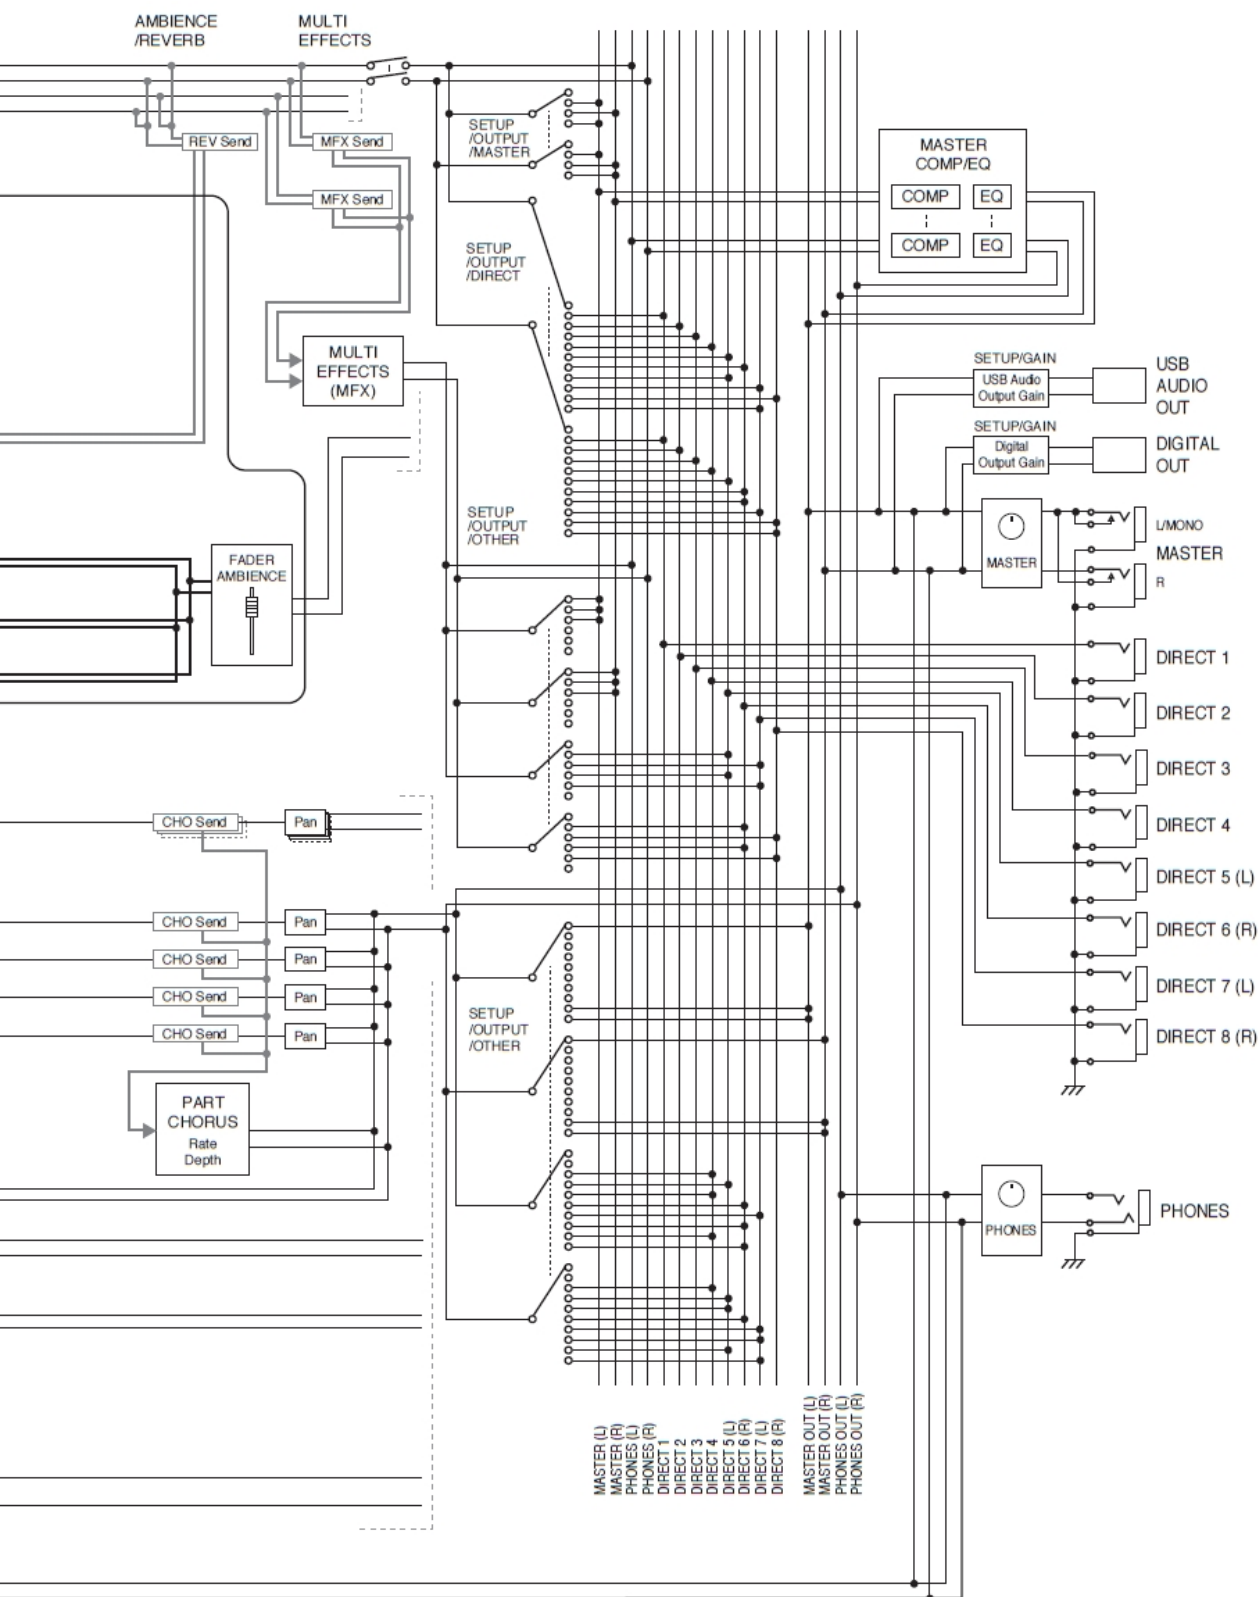 AMBIENCE
/REVERB
MULTI
EFFECTS
REV Send
MFX Send
MFX Send
SETUP
/OUTPUT
/MASTER
SETUP
/OUTPUT
/DIRECT
MASTER
COMP/EQ
COMP
EQ
COMP
EQ
MULTI
EFFECTS
(MFX)
SETUP/GAIN
USB Audio
Output Gain
USB
AUDIO
OUT
SETUP/GAIN
Digital
Output Gain
DIGITAL
OUT
SETUP
/OUTPUT
/OTHER
MASTER
L/MONO
MASTER
R
FADER
AMBIENCE
DIRECT 1
DIRECT 2
DIRECT 3
DIRECT 4
DIRECT 5 (L)
DIRECT 6 (R)
DIRECT 7 (L)
DIRECT 8 (R)
CHO Send
Pan
CHO Send
Pan
CHO Send
Pan
CHO Send
Pan
CHO Send
Pan
SETUP
/OUTPUT
/OTHER
PART
CHORUS
Rate
Depth
PHONES
PHONES
MASTER (L)
MASTER (R)
PHONES (L)
PHONES (R)
DIRECT 1
DIRECT 2
DIRECT 3
DIRECT 4
DIRECT 5 (L)
DIRECT 6 (R)
DIRECT 7 (L)
DIRECT 8 (R)
MASTER OUT (L)
MASTER OUT (R)
PHONES OUT (L)
PHONES OUT (R)